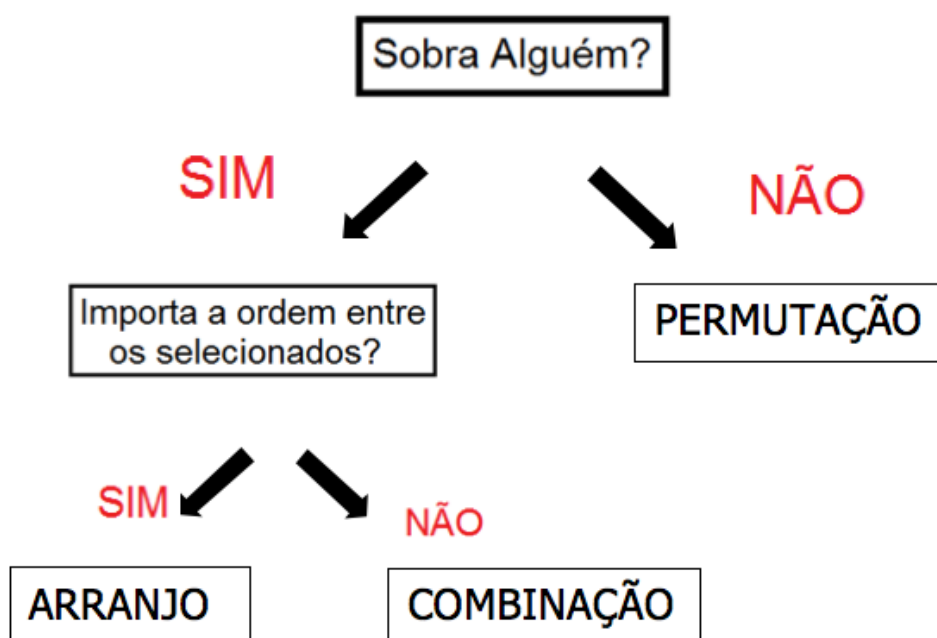 Sobra Alguém?
SIM
NÃO
Importa a ordem entre
os selecionados?
PERMUTAÇÃO
SIM
NÃO
ARRANJO
COMBINAÇÃO